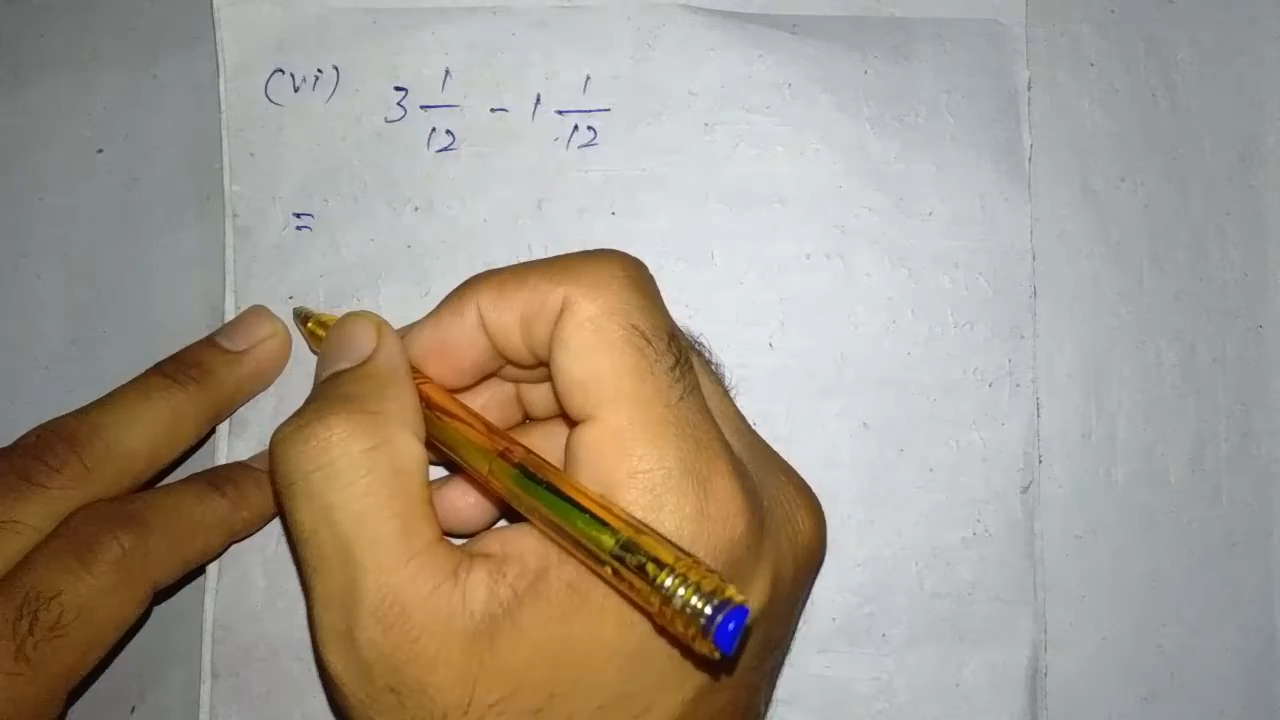 (vi) 3 1/12 - 1 1/12
=